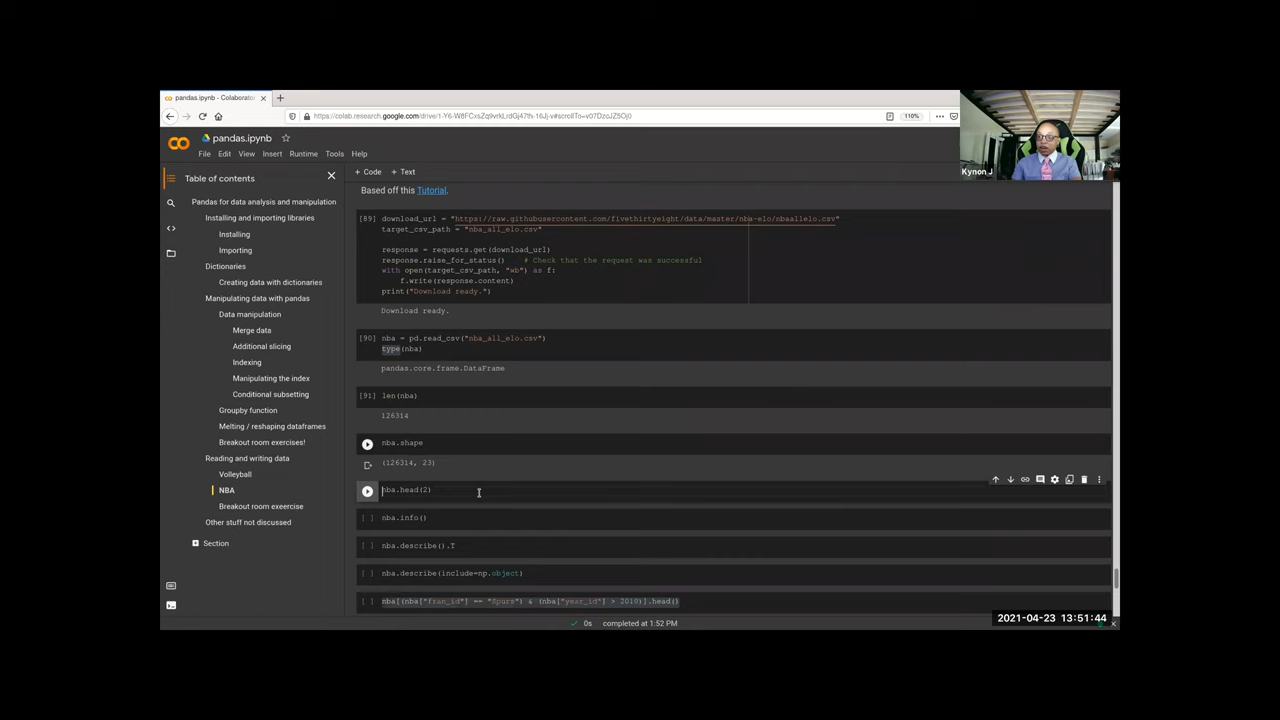 pandas.ipynb - Colaborator
https://colab.research.google.com/drive/1-Y6-W8FCxsZq9vrkLrdGj47th-16Jj-v#scrollTo=v07DzoJZ5Oj0
110%
pandas.ipynb
File Edit View Insert Runtime Tools Help
Kynon J
Table of contents
+ Code + Text
Pandas for data analysis and manipulation
Installing and importing libraries
Installing
Importing
Dictionaries
Creating data with dictionaries
Manipulating data with pandas
Data manipulation
Merge data
Additional slicing
Indexing
Manipulating the index
Conditional subsetting
Groupby function
Melting / reshaping dataframes
Breakout room exercises!
Reading and writing data
Volleyball
NBA
Breakout room exeercise
Other stuff not discussed
Section
Based off this Tutorial.
[89] download_url = "https://raw.githubusercontent.com/fivethirtyeight/data/master/nba-elo/nbaallelo.csv"
target_csv_path = "nba_all_elo.csv"
response = requests.get(download_url)
response.raise_for_status() # Check that the request was successful
with open(target_csv_path, "wb") as f:
f.write(response.content)
print("Download ready.")
Download ready.
[90] nba = pd.read_csv("nba_all_elo.csv")
type(nba)
pandas.core.frame.DataFrame
[91] len(nba)
126314
nba.shape
(126314, 23)
nba.head(2)
[ ] nba.info()
[ ] nba.describe().T
[ ] nba.describe(include=np.object)
[ ] nba[(nba["fran_id"] == "Spurs") & (nba["year_id"] > 2010)].head()
0s completed at 1:52 PM
2021-04-23 13:51:44